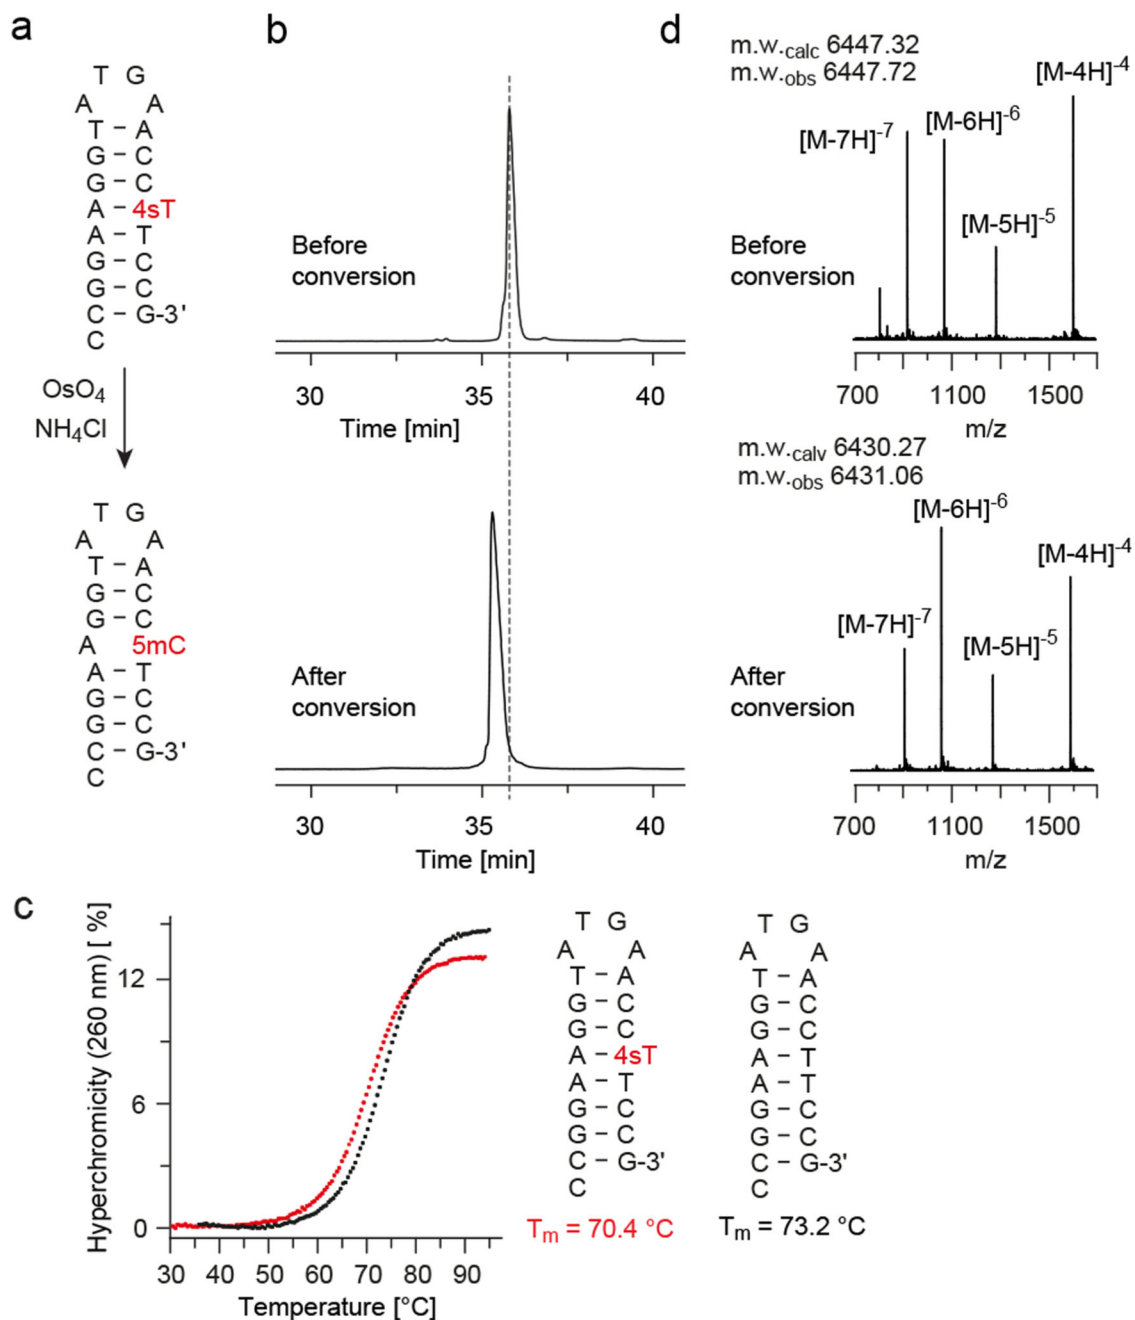 a
T G
A A
T – A
G – C
G – C
A – 4sT
A – T
G – C
G – C
C – G-3'
C
OsO4
NH4Cl
T G
A A
T – A
G – C
G – C
A 5mC
A – T
G – C
G – C
C – G-3'
C
b
Before
conversion
30 35 40
Time [min]
After
conversion
30 35 40
Time [min]
d
m.w.calc 6447.32
m.w.obs 6447.72
[M-4H]-4
[M-7H]-7
[M-6H]-6
[M-5H]-5
Before
conversion
700 1100 1500
m/z
m.w.calv 6430.27
m.w.obs 6431.06
[M-6H]-6
[M-4H]-4
[M-7H]-7
[M-5H]-5
After
conversion
700 1100 1500
m/z
c
Hyperchromicity (260 nm) [ %]
12
6
0
30 40 50 60 70 80 90
Temperature [°C]
T G
A A
T – A
G – C
G – C
A – 4sT
A – T
G – C
G – C
C – G-3'
C
Tm = 70.4 °C
T G
A A
T – A
G – C
G – C
A – T
A – T
G – C
G – C
C – G-3'
C
Tm = 73.2 °C